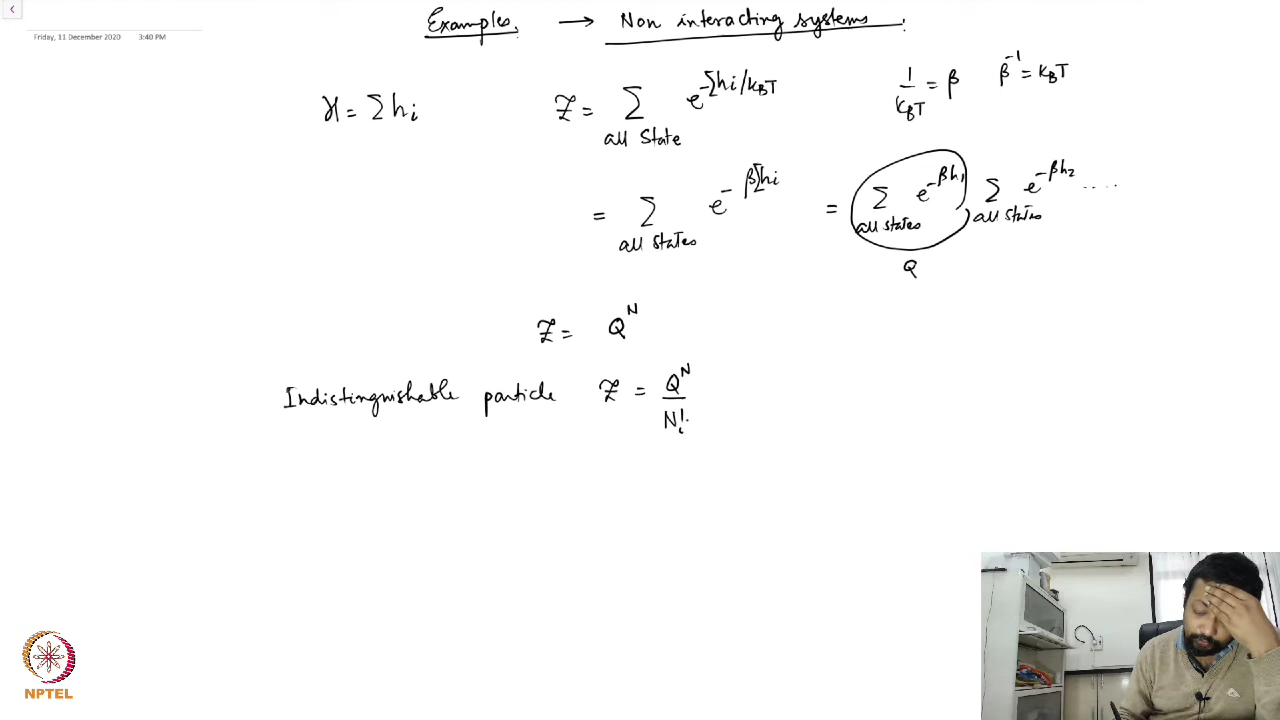 Examples. → Non interacting systems.
Friday, 11 December 2020 3:40 PM
ℋ = Σ hi Z = Σ e^{-Σhi/kBT} 1/kBT = β β^{-1} = kBT
all State
= Σ e^{-βΣhi} = Σ e^{-βh1} Σ e^{-βh2} ....
all states all states all states
Q
Z = Q^N
Indistinguishable particle Z = Q^N/N!
NPTEL